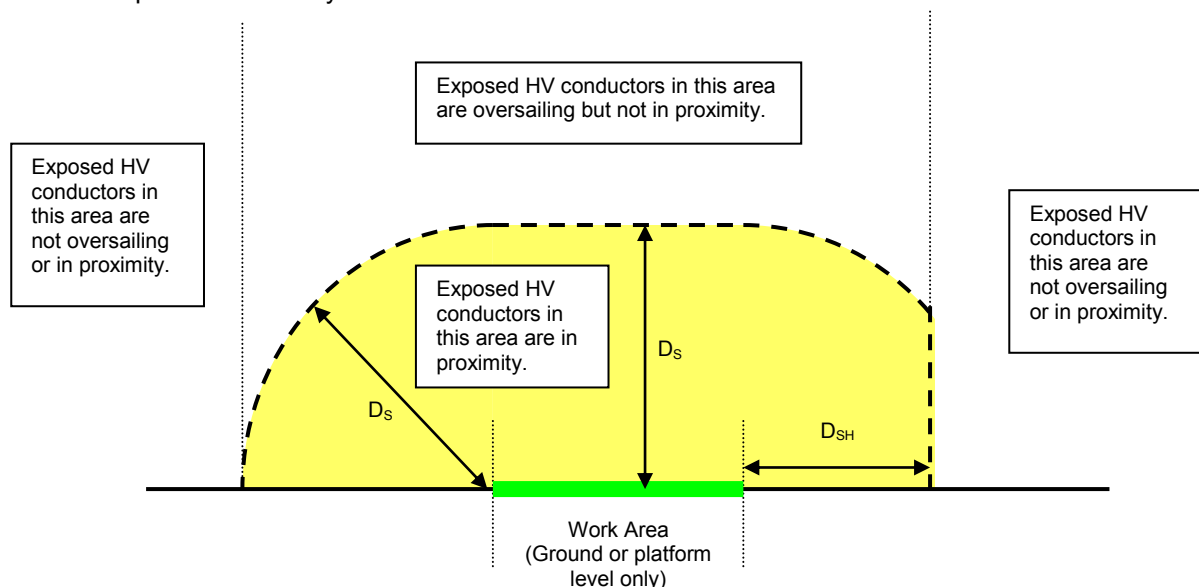 Exposed HV conductors in this area
are oversailing but not in proximity.
Exposed HV
conductors in
this area are
not oversailing
or in proximity.
Exposed HV
conductors in
this area are in
proximity.
Exposed HV
conductors in
this area are
not oversailing
or in proximity.
DS
DS
DSH
Work Area
(Ground or platform
level only)